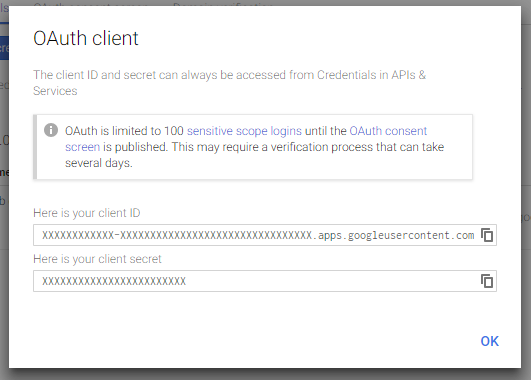 OAuth client
The client ID and secret can always be accessed from Credentials in APIs &
Services
OAuth is limited to 100 sensitive scope logins until the OAuth consent
screen is published. This may require a verification process that can take
several days.
Here is your client ID
XXXXXXXXXXXX-XXXXXXXXXXXXXXXXXXXXXXXXXXXXXXXX.apps.googleusercontent.com
Here is your client secret
XXXXXXXXXXXXXXXXXXXXXXXX
OK